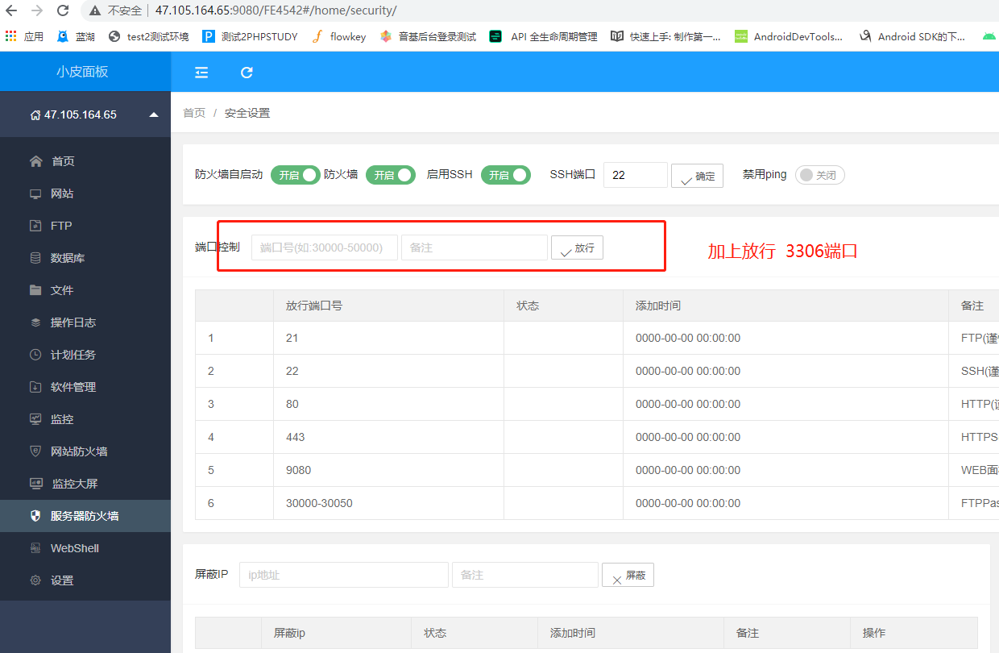 不安全 47.105.164.65:9080/FE4542#/home/security/
应用 蓝湖 test2测试环境 测试2PHPSTUDY flowkey 音基后台登录测试 API 全生命周期管理 快速上手: 制作第一... AndroidDevTools... Android SDK的下...
小皮面板
47.105.164.65
首页
网站
FTP
数据库
文件
操作日志
计划任务
软件管理
监控
网站防火墙
监控大屏
服务器防火墙
WebShell
设置
首页 / 安全设置
防火墙自启动 开启 防火墙 开启 启用SSH 开启 SSH端口 22 确定 禁用ping 关闭
端口控制 端口号(如:30000-50000) 备注 放行 加上放行 3306端口
放行端口号 状态 添加时间 备注
1 21 0000-00-00 00:00:00 FTP(谨
2 22 0000-00-00 00:00:00 SSH(谨
3 80 0000-00-00 00:00:00 HTTP(
4 443 0000-00-00 00:00:00 HTTPS
5 9080 0000-00-00 00:00:00 WEB面
6 30000-30050 0000-00-00 00:00:00 FTPPas
屏蔽IP ip地址 备注 屏蔽
屏蔽ip 状态 添加时间 备注 操作